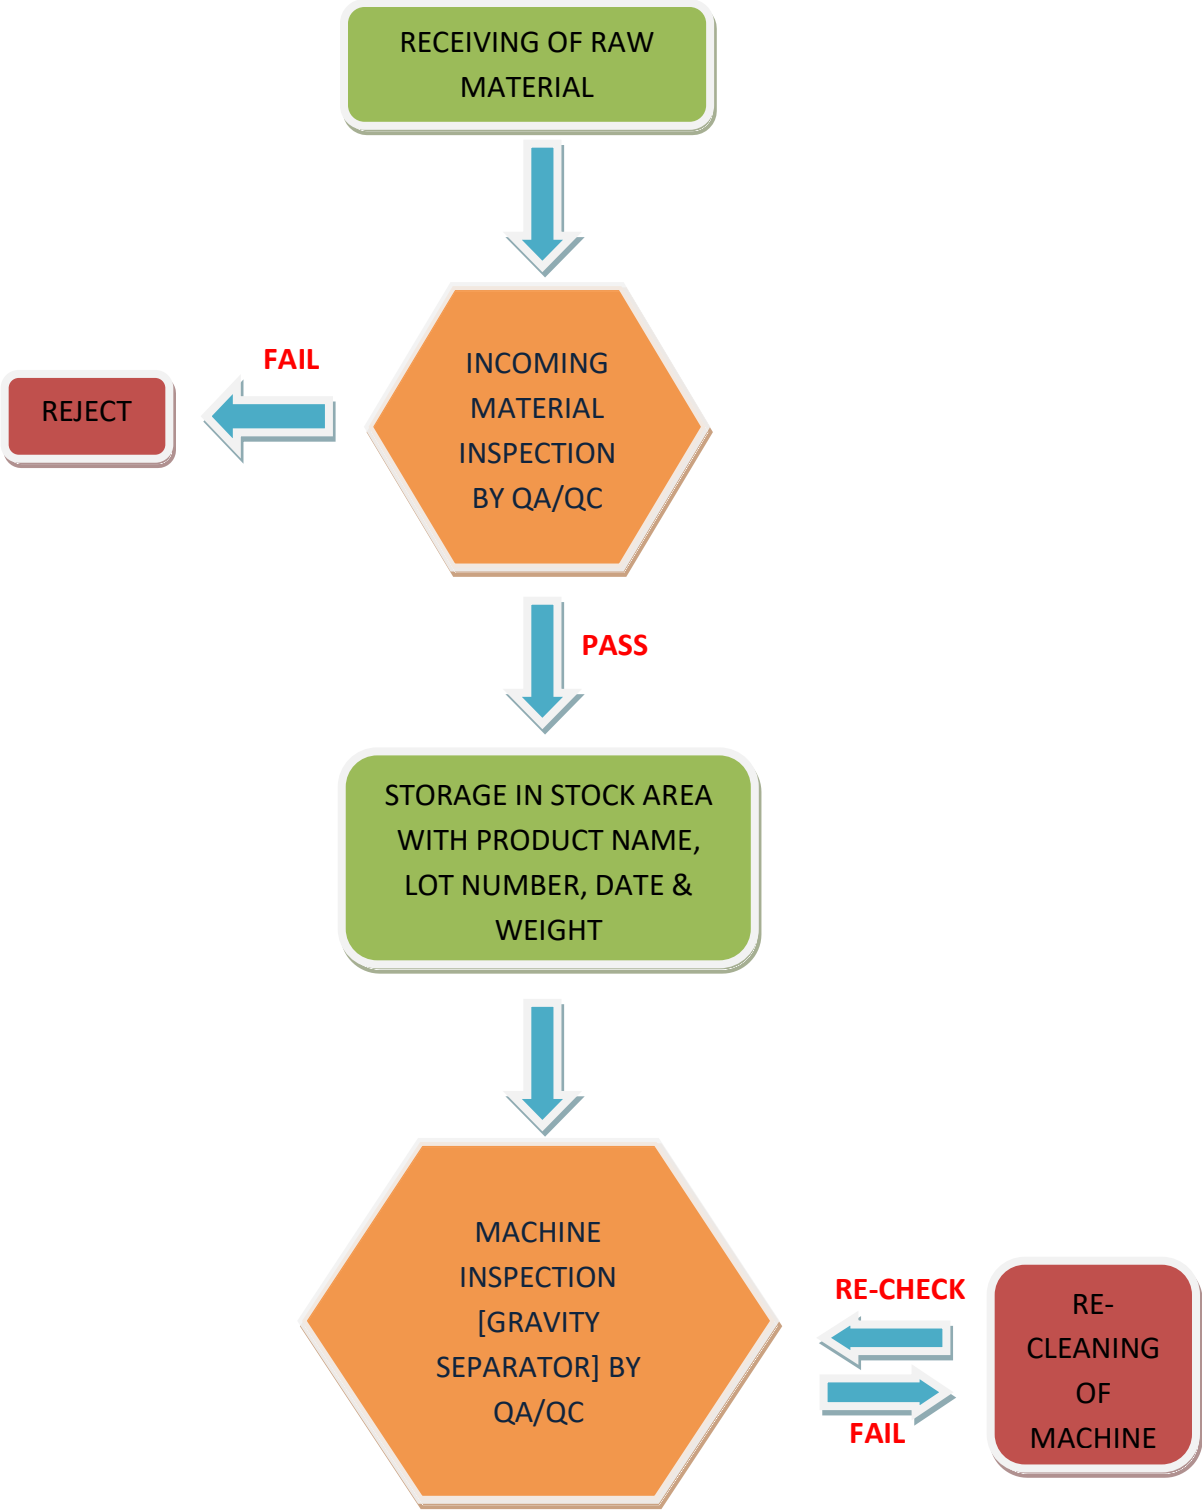 RECEIVING OF RAW
MATERIAL
FAIL
REJECT
INCOMING
MATERIAL
INSPECTION
BY QA/QC
PASS
STORAGE IN STOCK AREA
WITH PRODUCT NAME,
LOT NUMBER, DATE &
WEIGHT
MACHINE
INSPECTION
[GRAVITY
SEPARATOR] BY
QA/QC
RE-CHECK
FAIL
RE-
CLEANING
OF
MACHINE